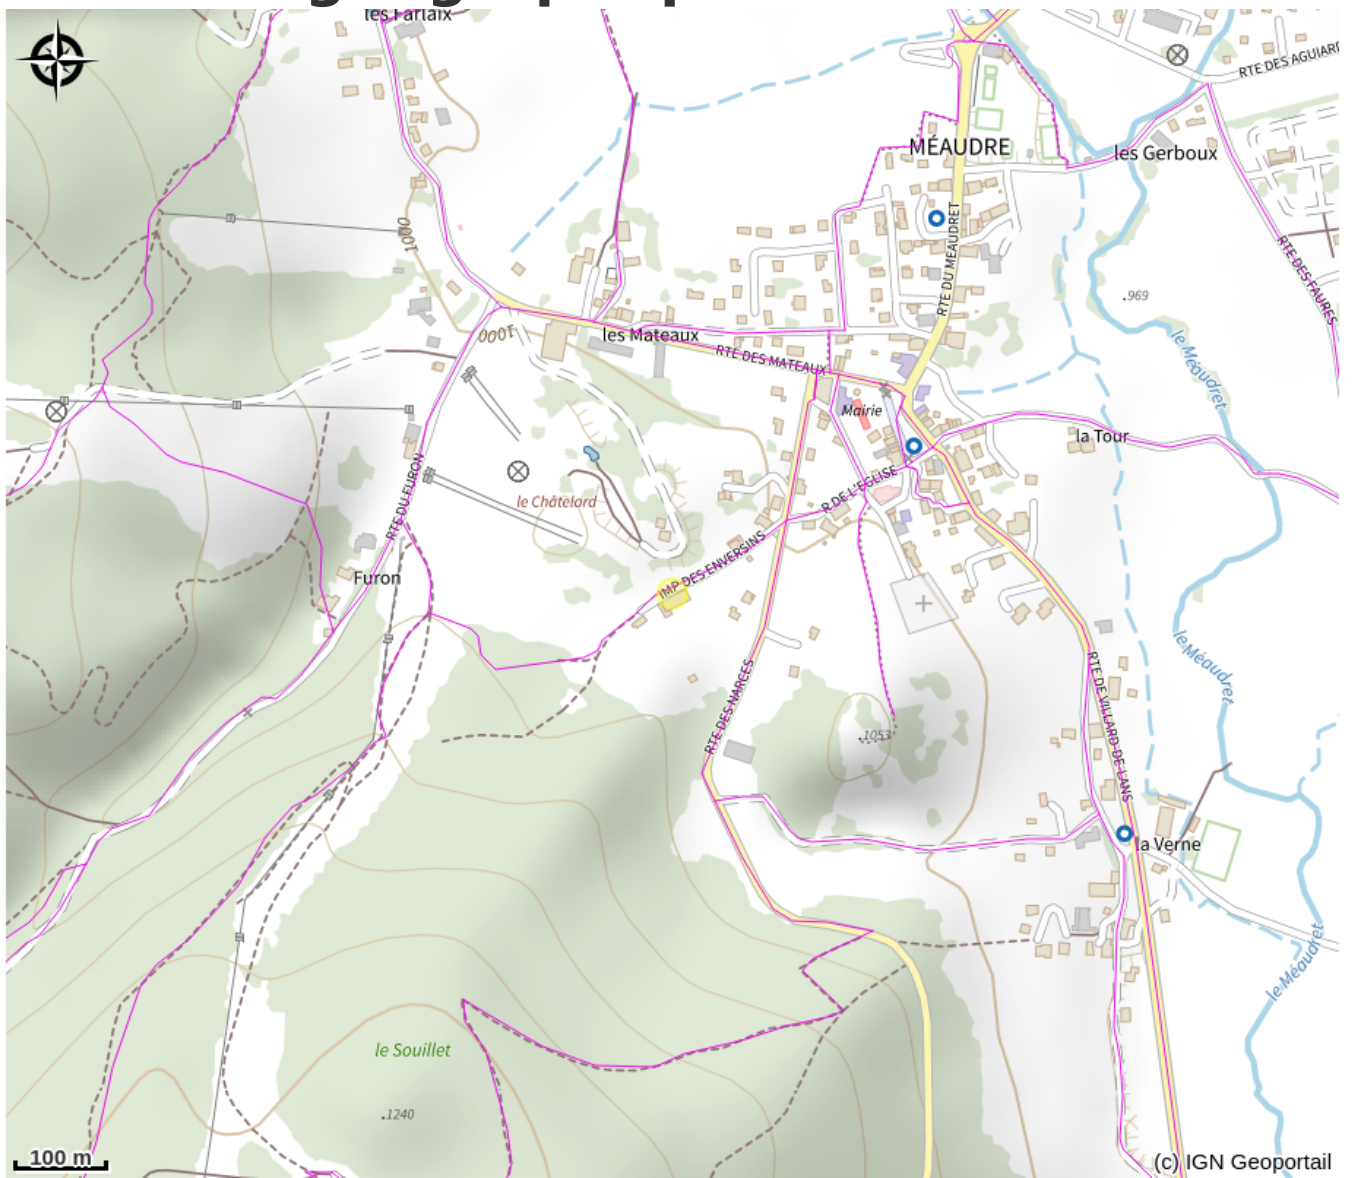 les Farlaix
RTE DES AGUIARD
MÉAUDRE
les Gerboux
1000
RTE DU MEAUDRET
RTE DES FAURES
969
1000
les Mateaux
RTE DES MATEAUX
le Méaudret
Mairie
la Tour
RTE DU FURON
le Châtelard
R DE L'EGLISE
Furon
IMP DES ENVERSINS
le Méaudret
RTE DES NARCES
RTE DE VILLARD-DE-LANS
1053
la Verne
le Méaudret
le Souillet
1240
100 m
(c) IGN Geoportail